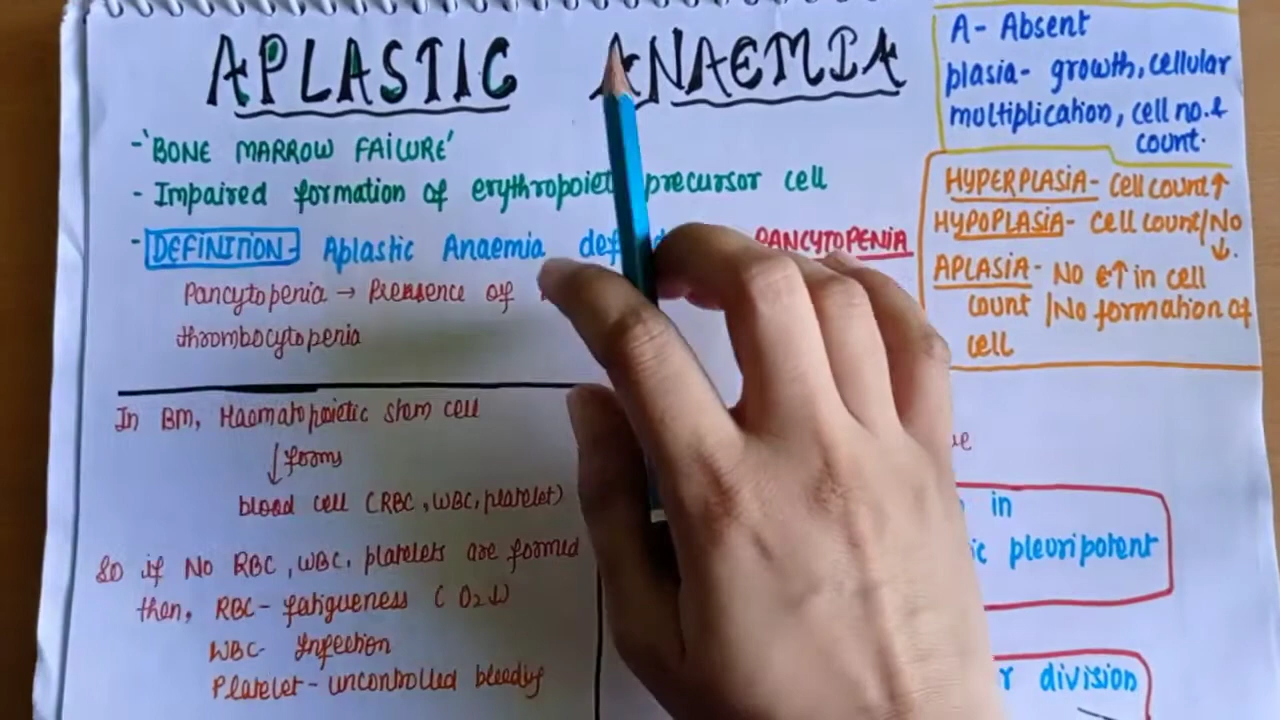 APLASTIC ANAEMIA
-'BONE MARROW FAILURE'
- Impaired formation of precursor cell
- DEFINITION- Aplastic Anaemia PANCYTOPENIA
Pancytopenia → Presence of
thrombocytopenia
In BM, Haematopoietic stem cell
↓ forms
blood cell (RBC, WBC, platelet)
So if No RBC, WBC, platelets are formed
then, RBC- fatigueness (O2↓)
WBC- Infection
Platelet- uncontrolled bleeding
A- Absent
plasia- growth, cellular
multiplication, cell no. &
count.
HYPERPLASIA- Cell count↑
HYPOPLASIA- Cell count/No
↓.
APLASIA- No ↑ in cell
count /No formation of
cell
in
pleuripotent
division